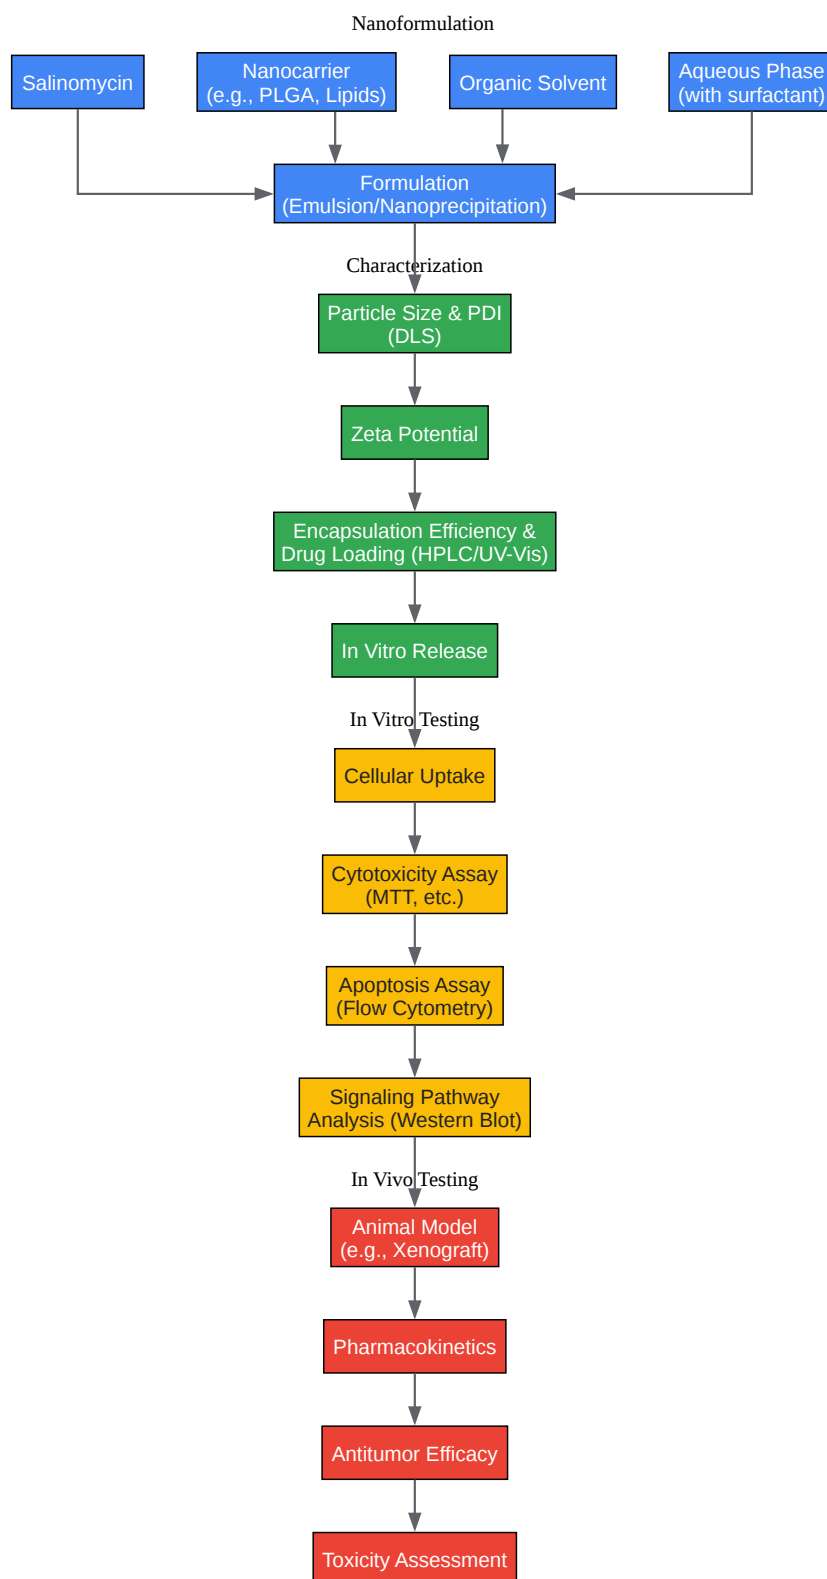 Nanoformulation
Salinomycin
Nanocarrier
(e.g., PLGA, Lipids)
Organic Solvent
Aqueous Phase
(with surfactant)
Formulation
(Emulsion/Nanoprecipitation)
Characterization
Particle Size & PDI
(DLS)
Zeta Potential
Encapsulation Efficiency &
Drug Loading (HPLC/UV-Vis)
In Vitro Release
In Vitro Testing
Cellular Uptake
Cytotoxicity Assay
(MTT, etc.)
Apoptosis Assay
(Flow Cytometry)
Signaling Pathway
Analysis (Western Blot)
In Vivo Testing
Animal Model
(e.g., Xenograft)
Pharmacokinetics
Antitumor Efficacy
Toxicity Assessment